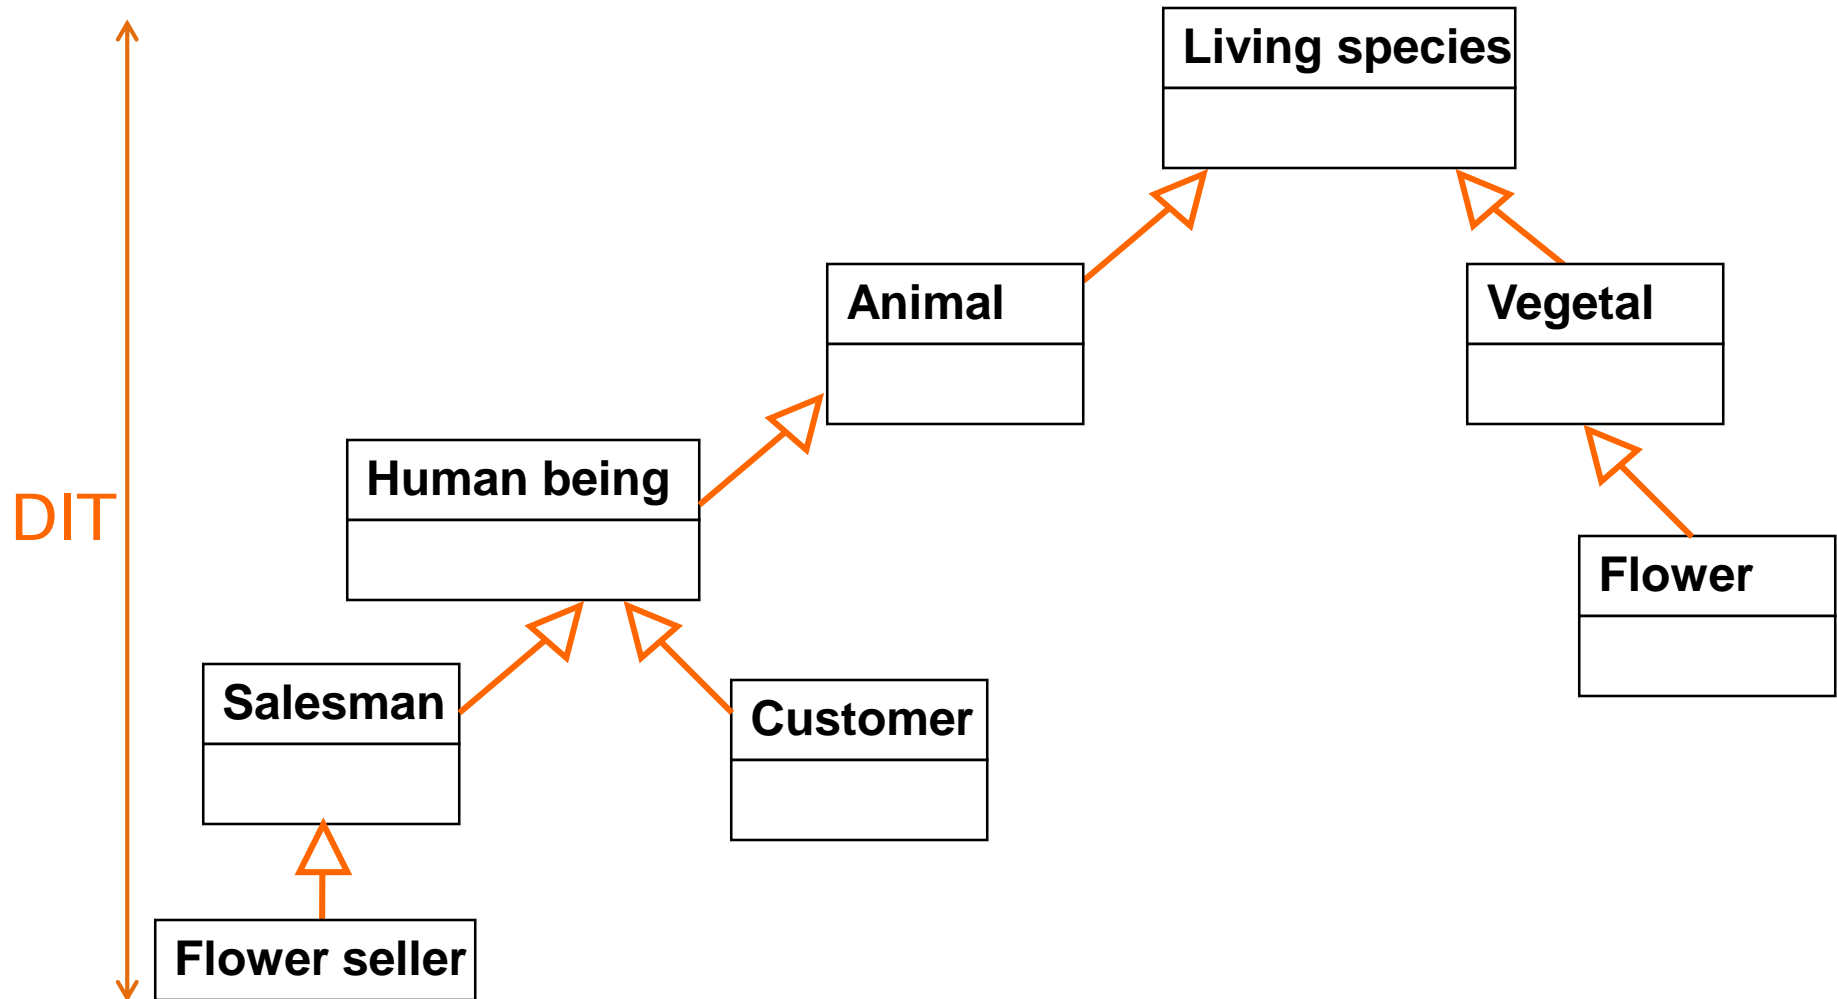 Living species
Animal
Vegetal
Human being
DIT
Flower
Salesman
Customer
Flower seller